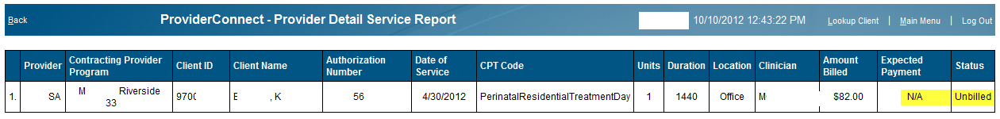 Back ProviderConnect - Provider Detail Service Report 10/10/2012 12:43:22 PM Lookup Client | Main Menu | Log Out
Provider Contracting Provider Program Client ID Client Name Authorization Number Date of Service CPT Code Units Duration Location Clinician Amount Billed Expected Payment Status
1. SA M Riverside 33 970 E , K 56 4/30/2012 PerinatalResidentialTreatmentDay 1 1440 Office M $82.00 N/A Unbilled